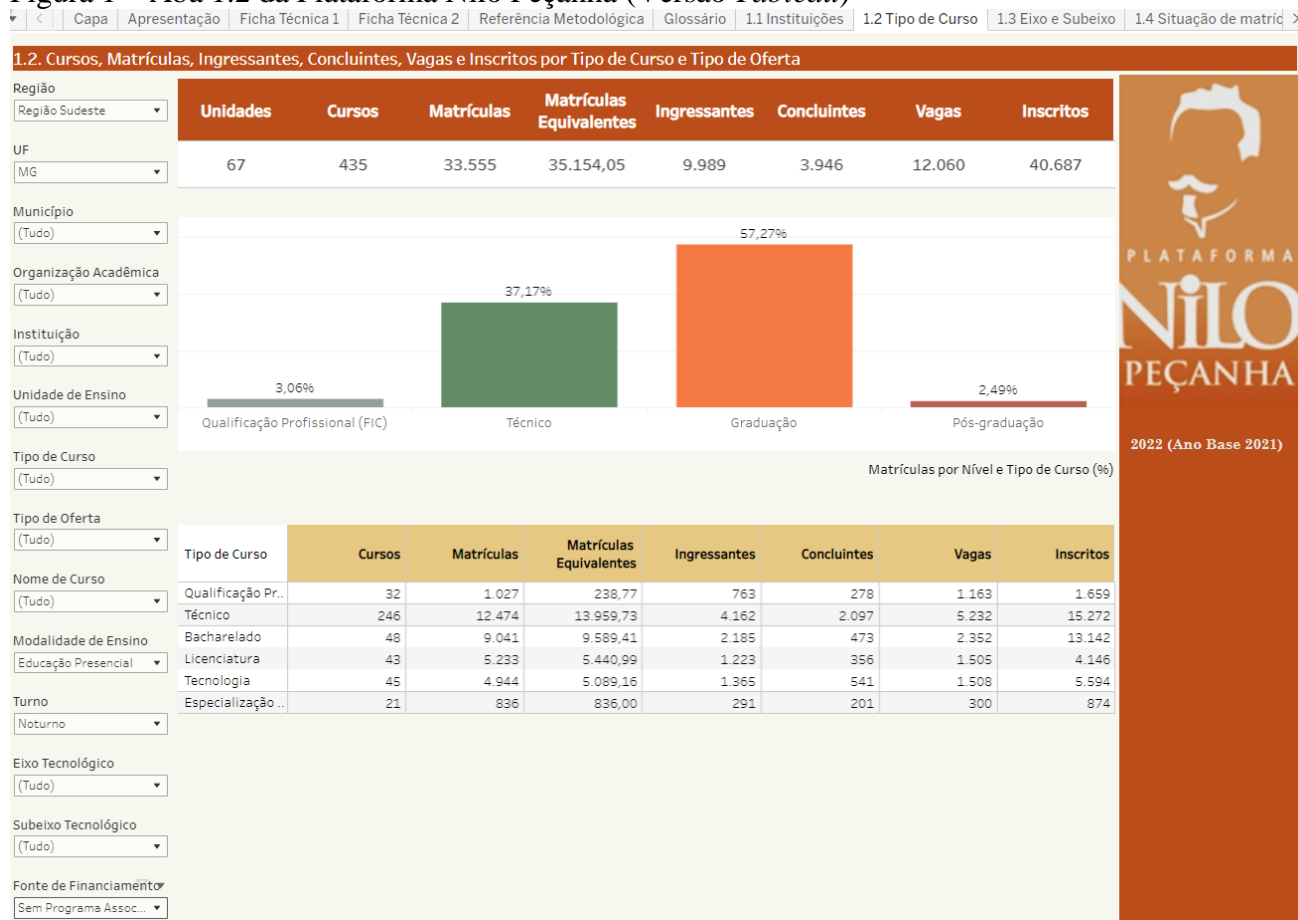 Figura 1 – Aba 1.2 da Plataforma Nilo Peçanha (Versão Tableau)
Capa Apresentação Ficha Técnica 1 Ficha Técnica 2 Referência Metodológica Glossário 1.1 Instituições 1.2 Tipo de Curso 1.3 Eixo e Subeixo 1.4 Situação de matríc
1.2. Cursos, Matrículas, Ingressantes, Concluintes, Vagas e Inscritos por Tipo de Curso e Tipo de Oferta
Região
Região Sudeste
UF
MG
Município
(Tudo)
Organização Acadêmica
(Tudo)
Instituição
(Tudo)
Unidade de Ensino
(Tudo)
Tipo de Curso
(Tudo)
Tipo de Oferta
(Tudo)
Nome de Curso
(Tudo)
Modalidade de Ensino
Educação Presencial
Turno
Noturno
Eixo Tecnológico
(Tudo)
Subeixo Tecnológico
(Tudo)
Fonte de Financiamento
Sem Programa Assoc...
Unidades Cursos Matrículas Matrículas Equivalentes Ingressantes Concluintes Vagas Inscritos
67 435 33.555 35.154,05 9.989 3.946 12.060 40.687
57,27%
37,17%
3,06%
2,49%
Qualificação Profissional (FIC) Técnico Graduação Pós-graduação
Matrículas por Nível e Tipo de Curso (%)
Tipo de Curso Cursos Matrículas Matrículas Equivalentes Ingressantes Concluintes Vagas Inscritos
Qualificação Pr.. 32 1.027 238,77 763 278 1.163 1.659
Técnico 246 12.474 13.959,73 4.162 2.097 5.232 15.272
Bacharelado 48 9.041 9.589,41 2.185 473 2.352 13.142
Licenciatura 43 5.233 5.440,99 1.223 356 1.505 4.146
Tecnologia 45 4.944 5.089,16 1.365 541 1.508 5.594
Especialização .. 21 836 836,00 291 201 300 874
PLATAFORMA
NILO
PEÇANHA
2022 (Ano Base 2021)